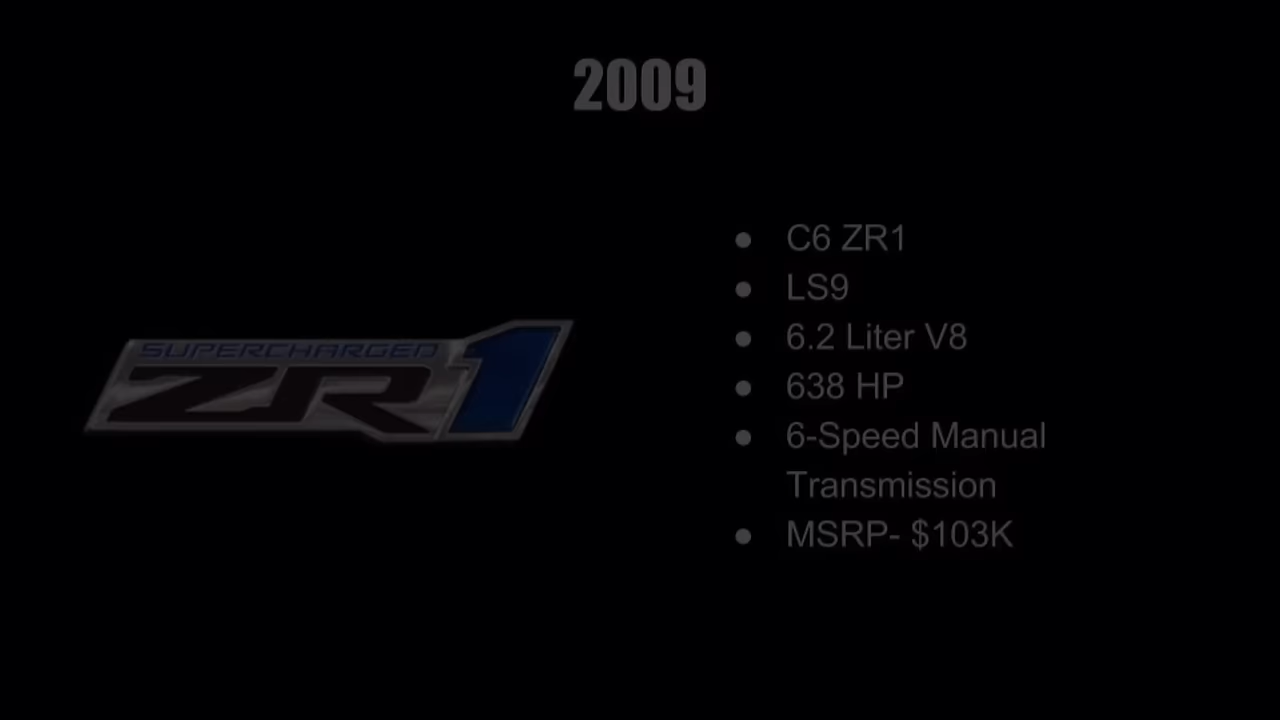 2009
SUPERCHARGED
ZR1
● C6 ZR1
● LS9
● 6.2 Liter V8
● 638 HP
● 6-Speed Manual
Transmission
● MSRP- $103K